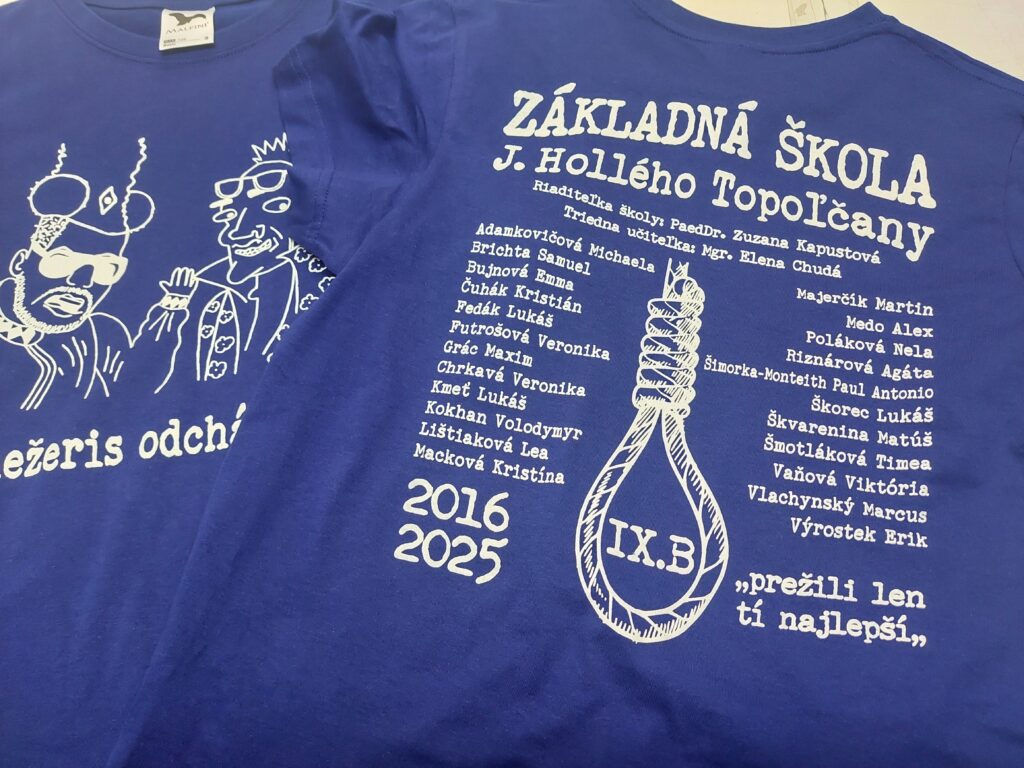 MALFINI
ežeris odchá
ZÁKLADNÁ ŠKOLA
J. Hollého Topoľčany
Riaditeľka školy: PaedDr. Zuzana Kapustová
Triedna učiteľka: Mgr. Elena Chudá
Adamkovičová Michaela
Brichta Samuel
Bujnová Emma
Čuhák Kristián
Fedák Lukáš
Futrošová Veronika
Grác Maxim
Chrkavá Veronika
Kmeť Lukáš
Kokhan Volodymyr
Lištiaková Lea
Macková Kristína
2016
2025
Majerčík Martin
Medo Alex
Poláková Nela
Riznárová Agáta
Šimorka-Monteith Paul Antonio
Škorec Lukáš
Škvarenina Matúš
Šmotláková Timea
Vaňová Viktória
Vlachynský Marcus
Výrostek Erik
IX.B
„prežili len
tí najlepší„